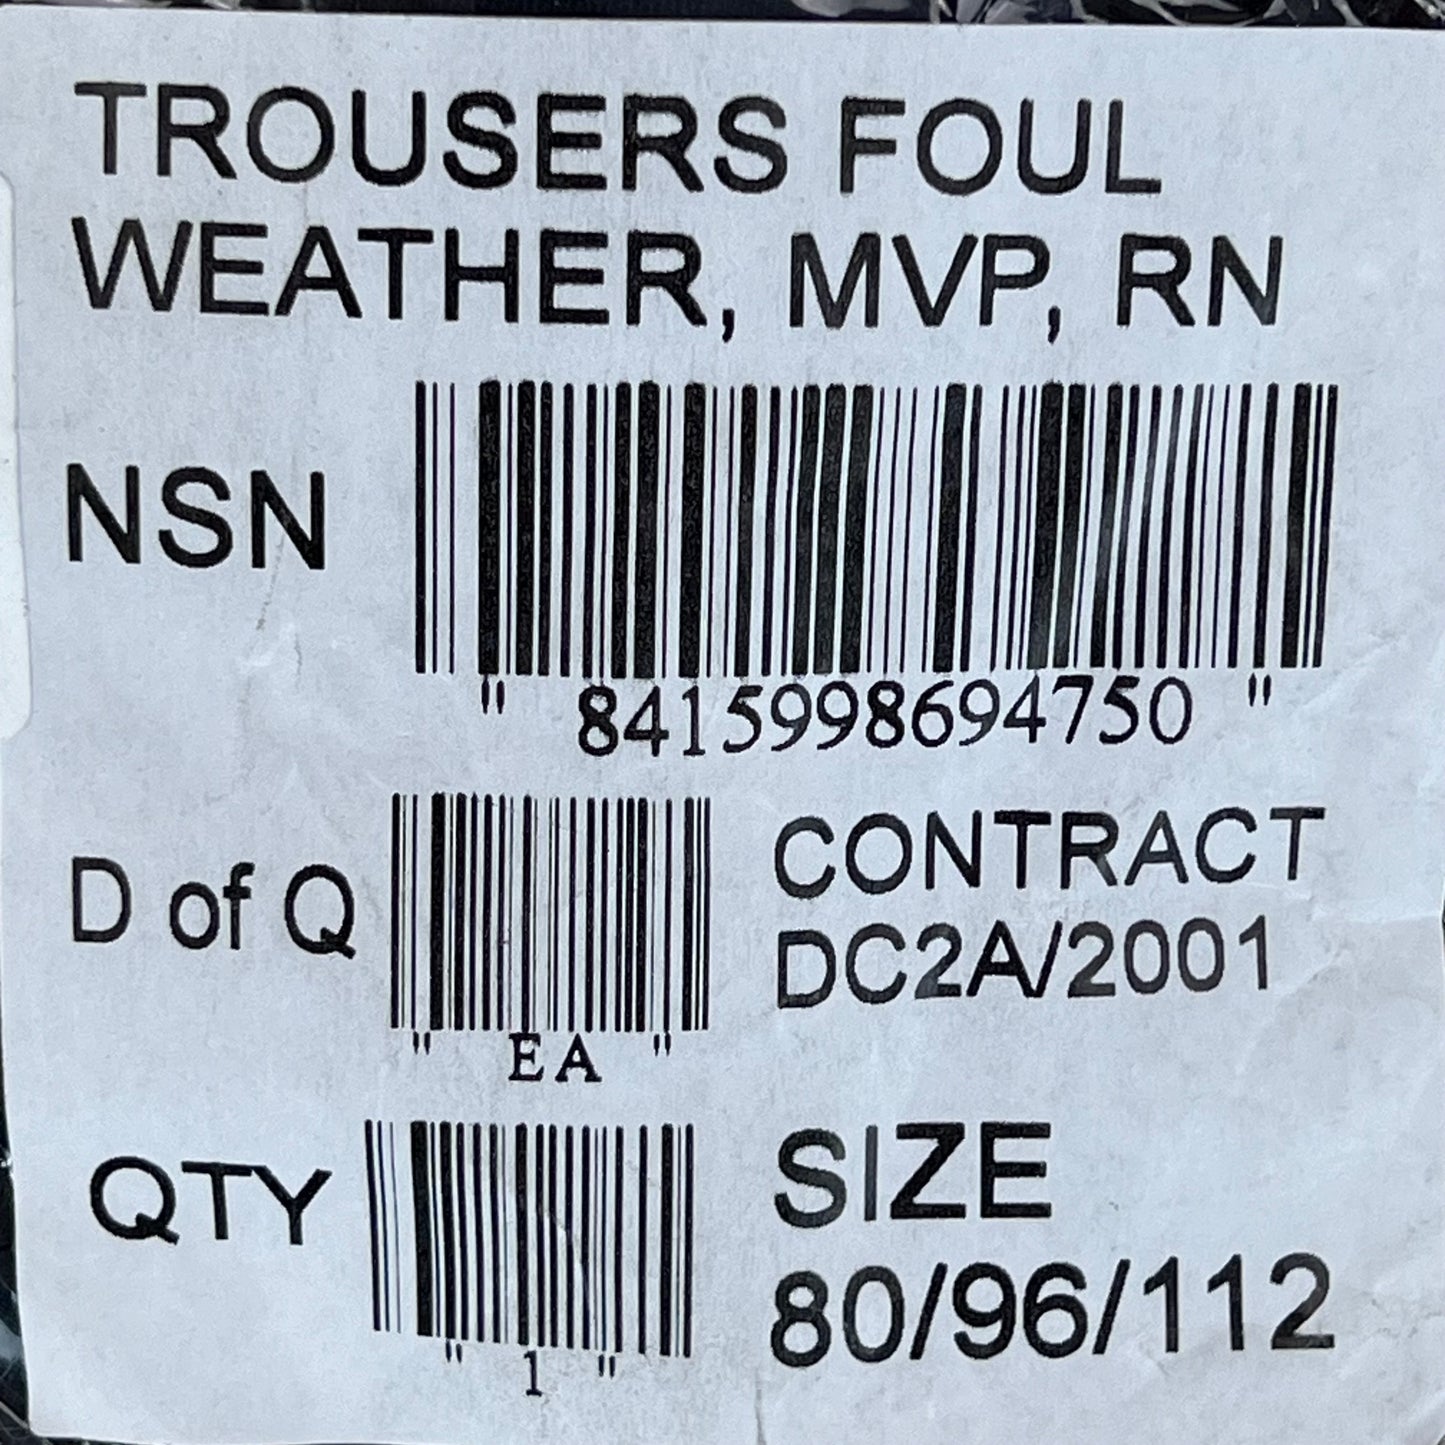 TROUSERS FOUL
WEATHER, MVP, RN
NSN
" 8415998694750 "
D of Q
" EA "
CONTRACT
DC2A/2001
QTY
" 1 "
SIZE
80/96/112